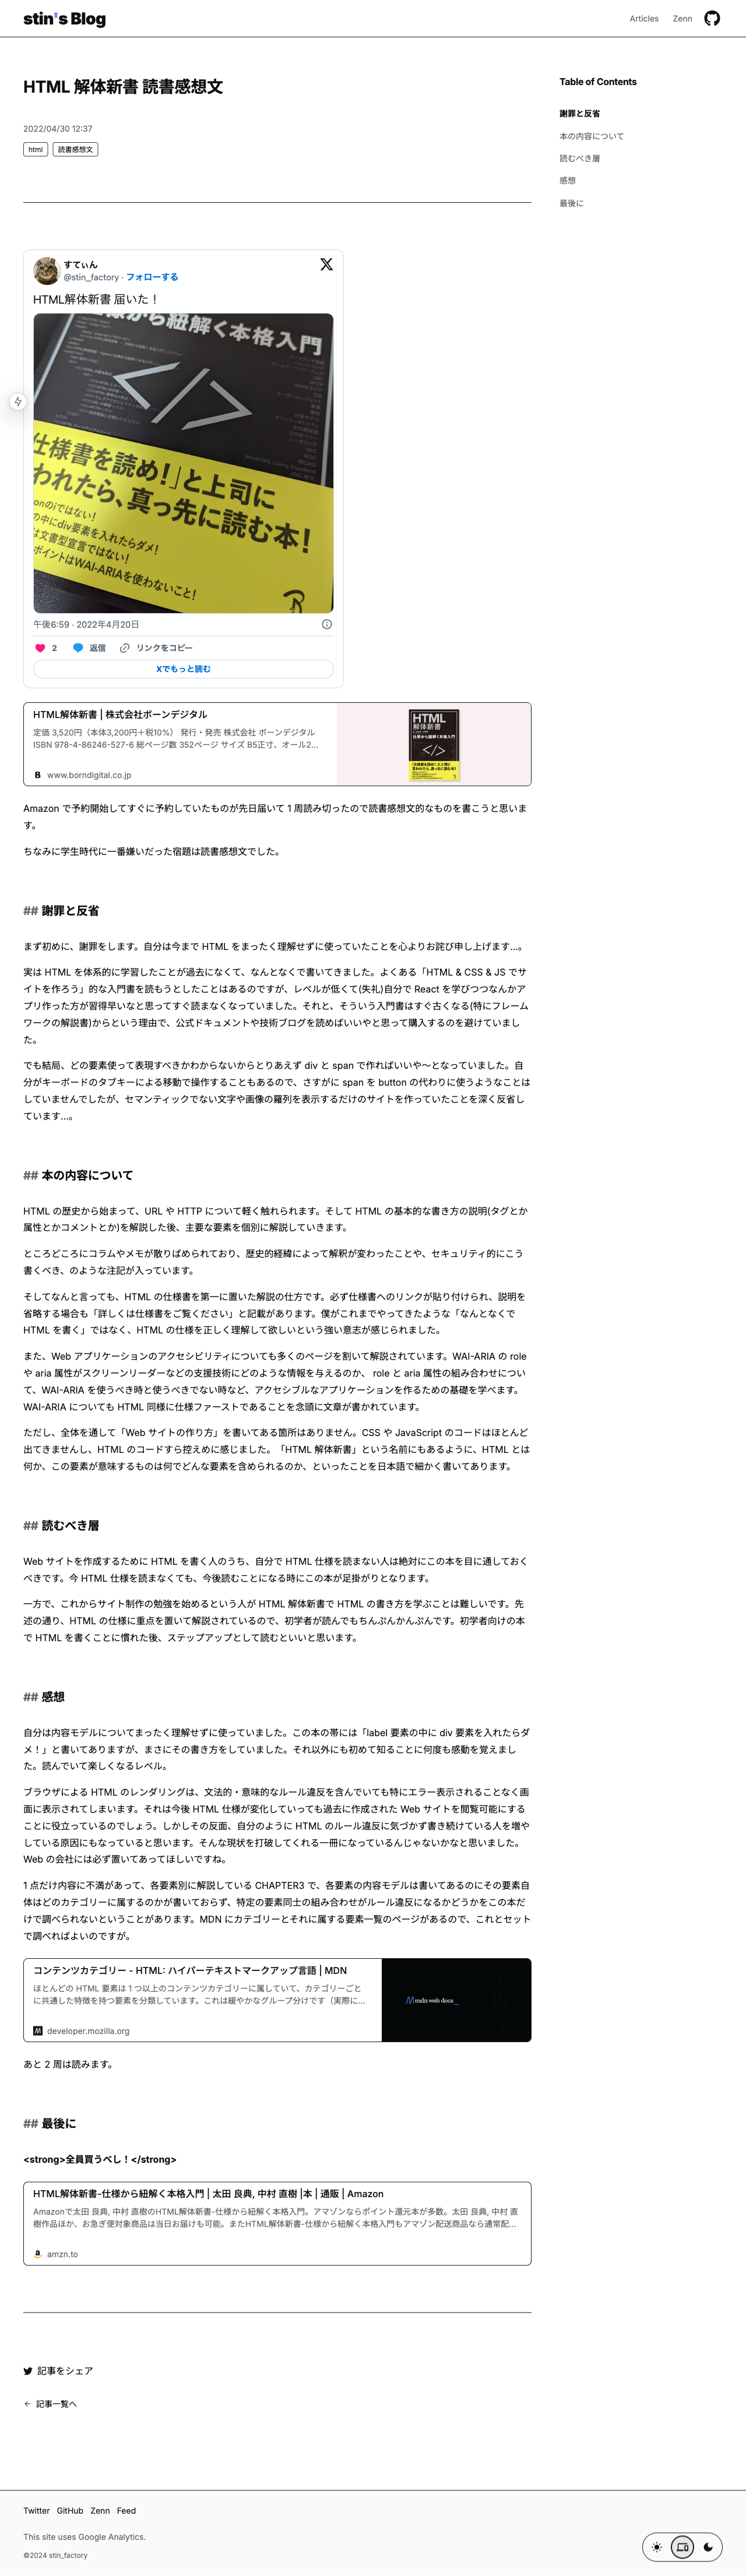 stin's Blog
Articles
Zenn
HTML 解体新書 読書感想文
2022/04/30 12:37
html
読書感想文
Table of Contents
謝罪と反省
本の内容について
読むべき層
感想
最後に
すてぃん
@stin_factory · フォローする
HTML解体新書 届いた！
から紐解く本格入門
</>
仕様書を読め!」と上司に
われたら、真っ先に読む本!
の中にdiv要素を入れたらダメ!
は文書型宣言ではない!
ポイントはWAI-ARIAを使わないこと!
午後6:59 · 2022年4月20日
2
返信
リンクをコピー
Xでもっと読む
HTML解体新書 | 株式会社ボーンデジタル
定価 3,520円（本体3,200円＋税10%） 発行・発売 株式会社 ボーンデジタル
ISBN 978-4-86246-527-6 総ページ数 352ページ サイズ B5正寸、オール2...
www.borndigital.co.jp
HTML
解体新書
</>
Amazon で予約開始してすぐに予約していたものが先日届いて 1 周読み切ったので読書感想文的なものを書こうと思いま
す。
ちなみに学生時代に一番嫌いだった宿題は読書感想文でした。
## 謝罪と反省
まず初めに、謝罪をします。自分は今まで HTML をまったく理解せずに使っていたことを心よりお詫び申し上げます…。
実は HTML を体系的に学習したことが過去になくて、なんとなくで書いてきました。よくある「HTML & CSS & JS でサ
イトを作ろう」的な入門書を読もうとしたことはあるのですが、レベルが低くて(失礼)自分で React を学びつつなんかア
プリ作った方が習得早いなと思ってすぐ読まなくなっていました。それと、そういう入門書はすぐ古くなる(特にフレーム
ワークの解説書)からという理由で、公式ドキュメントや技術ブログを読めばいいやと思って購入するのを避けていまし
た。
でも結局、どの要素使って表現すべきかわからないからとりあえず div と span で作ればいいや〜となっていました。自
分がキーボードのタブキーによる移動で操作することもあるので、さすがに span を button の代わりに使うようなことは
していませんでしたが、セマンティックでない文字や画像の羅列を表示するだけのサイトを作っていたことを深く反省し
ています…。
## 本の内容について
HTML の歴史から始まって、URL や HTTP について軽く触れられます。そして HTML の基本的な書き方の説明(タグとか
属性とかコメントとか)を解説した後、主要な要素を個別に解説していきます。
ところどころにコラムやメモが散りばめられており、歴史的経緯によって解釈が変わったことや、セキュリティ的にこう
書くべき、のような注記が入っています。
そしてなんと言っても、HTML の仕様書を第一に置いた解説の仕方です。必ず仕様書へのリンクが貼り付けられ、説明を
省略する場合も「詳しくは仕様書をご覧ください」と記載があります。僕がこれまでやってきたような「なんとなくで
HTML を書く」ではなく、HTML の仕様を正しく理解して欲しいという強い意志が感じられました。
また、Web アプリケーションのアクセシビリティについても多くのページを割いて解説されています。WAI-ARIA の role
や aria 属性がスクリーンリーダーなどの支援技術にどのような情報を与えるのか、 role と aria 属性の組み合わせについ
て、WAI-ARIA を使うべき時と使うべきでない時など、アクセシブルなアプリケーションを作るための基礎を学べます。
WAI-ARIA についても HTML 同様に仕様ファーストであることを念頭に文章が書かれています。
ただし、全体を通して「Web サイトの作り方」を書いてある箇所はありません。CSS や JavaScript のコードはほとんど
出てきませんし、HTML のコードすら控えめに感じました。「HTML 解体新書」という名前にもあるように、HTML とは
何か、この要素が意味するものは何でどんな要素を含められるのか、といったことを日本語で細かく書いてあります。
## 読むべき層
Web サイトを作成するために HTML を書く人のうち、自分で HTML 仕様を読まない人は絶対にこの本を目に通しておく
べきです。今 HTML 仕様を読まなくても、今後読むことになる時にこの本が足掛かりとなります。
一方で、これからサイト制作の勉強を始めるという人が HTML 解体新書で HTML の書き方を学ぶことは難しいです。先
述の通り、HTML の仕様に重点を置いて解説されているので、初学者が読んでもちんぷんかんぷんです。初学者向けの本
で HTML を書くことに慣れた後、ステップアップとして読むといいと思います。
## 感想
自分は内容モデルについてまったく理解せずに使っていました。この本の帯には「label 要素の中に div 要素を入れたらダ
メ！」と書いてありますが、まさにその書き方をしていました。それ以外にも初めて知ることに何度も感動を覚えまし
た。読んでいて楽しくなるレベル。
ブラウザによる HTML のレンダリングは、文法的・意味的なルール違反を含んでいても特にエラー表示されることなく画
面に表示されてしまいます。それは今後 HTML 仕様が変化していっても過去に作成された Web サイトを閲覧可能にする
ことに役立っているのでしょう。しかしその反面、自分のように HTML のルール違反に気づかず書き続けている人を増や
している原因にもなっていると思います。そんな現状を打破してくれる一冊になっているんじゃないかなと思いました。
Web の会社には必ず置いてあってほしいですね。
1 点だけ内容に不満があって、各要素別に解説している CHAPTER3 で、各要素の内容モデルは書いてあるのにその要素自
体はどのカテゴリーに属するのかが書いておらず、特定の要素同士の組み合わせがルール違反になるかどうかをこの本だ
けで調べられないということがあります。MDN にカテゴリーとそれに属する要素一覧のページがあるので、これとセット
で調べればよいのですが。
コンテンツカテゴリー - HTML: ハイパーテキストマークアップ言語 | MDN
ほとんどの HTML 要素は 1 つ以上のコンテンツカテゴリーに属していて、カテゴリーごと
に共通した特徴を持つ要素を分類しています。これは緩やかなグループ分けです（実際に...
developer.mozilla.org
mdn web docs_
あと 2 周は読みます。
## 最後に
<strong>全員買うべし！</strong>
HTML解体新書-仕様から紐解く本格入門 | 太田 良典, 中村 直樹 |本 | 通販 | Amazon
Amazonで太田 良典, 中村 直樹のHTML解体新書-仕様から紐解く本格入門。アマゾンならポイント還元本が多数。太田 良典, 中村 直
樹作品ほか、お急ぎ便対象商品は当日お届けも可能。またHTML解体新書-仕様から紐解く本格入門もアマゾン配送商品なら通常配...
amzn.to
記事をシェア
記事一覧へ
Twitter
GitHub
Zenn
Feed
This site uses Google Analytics.
©2024 stin_factory